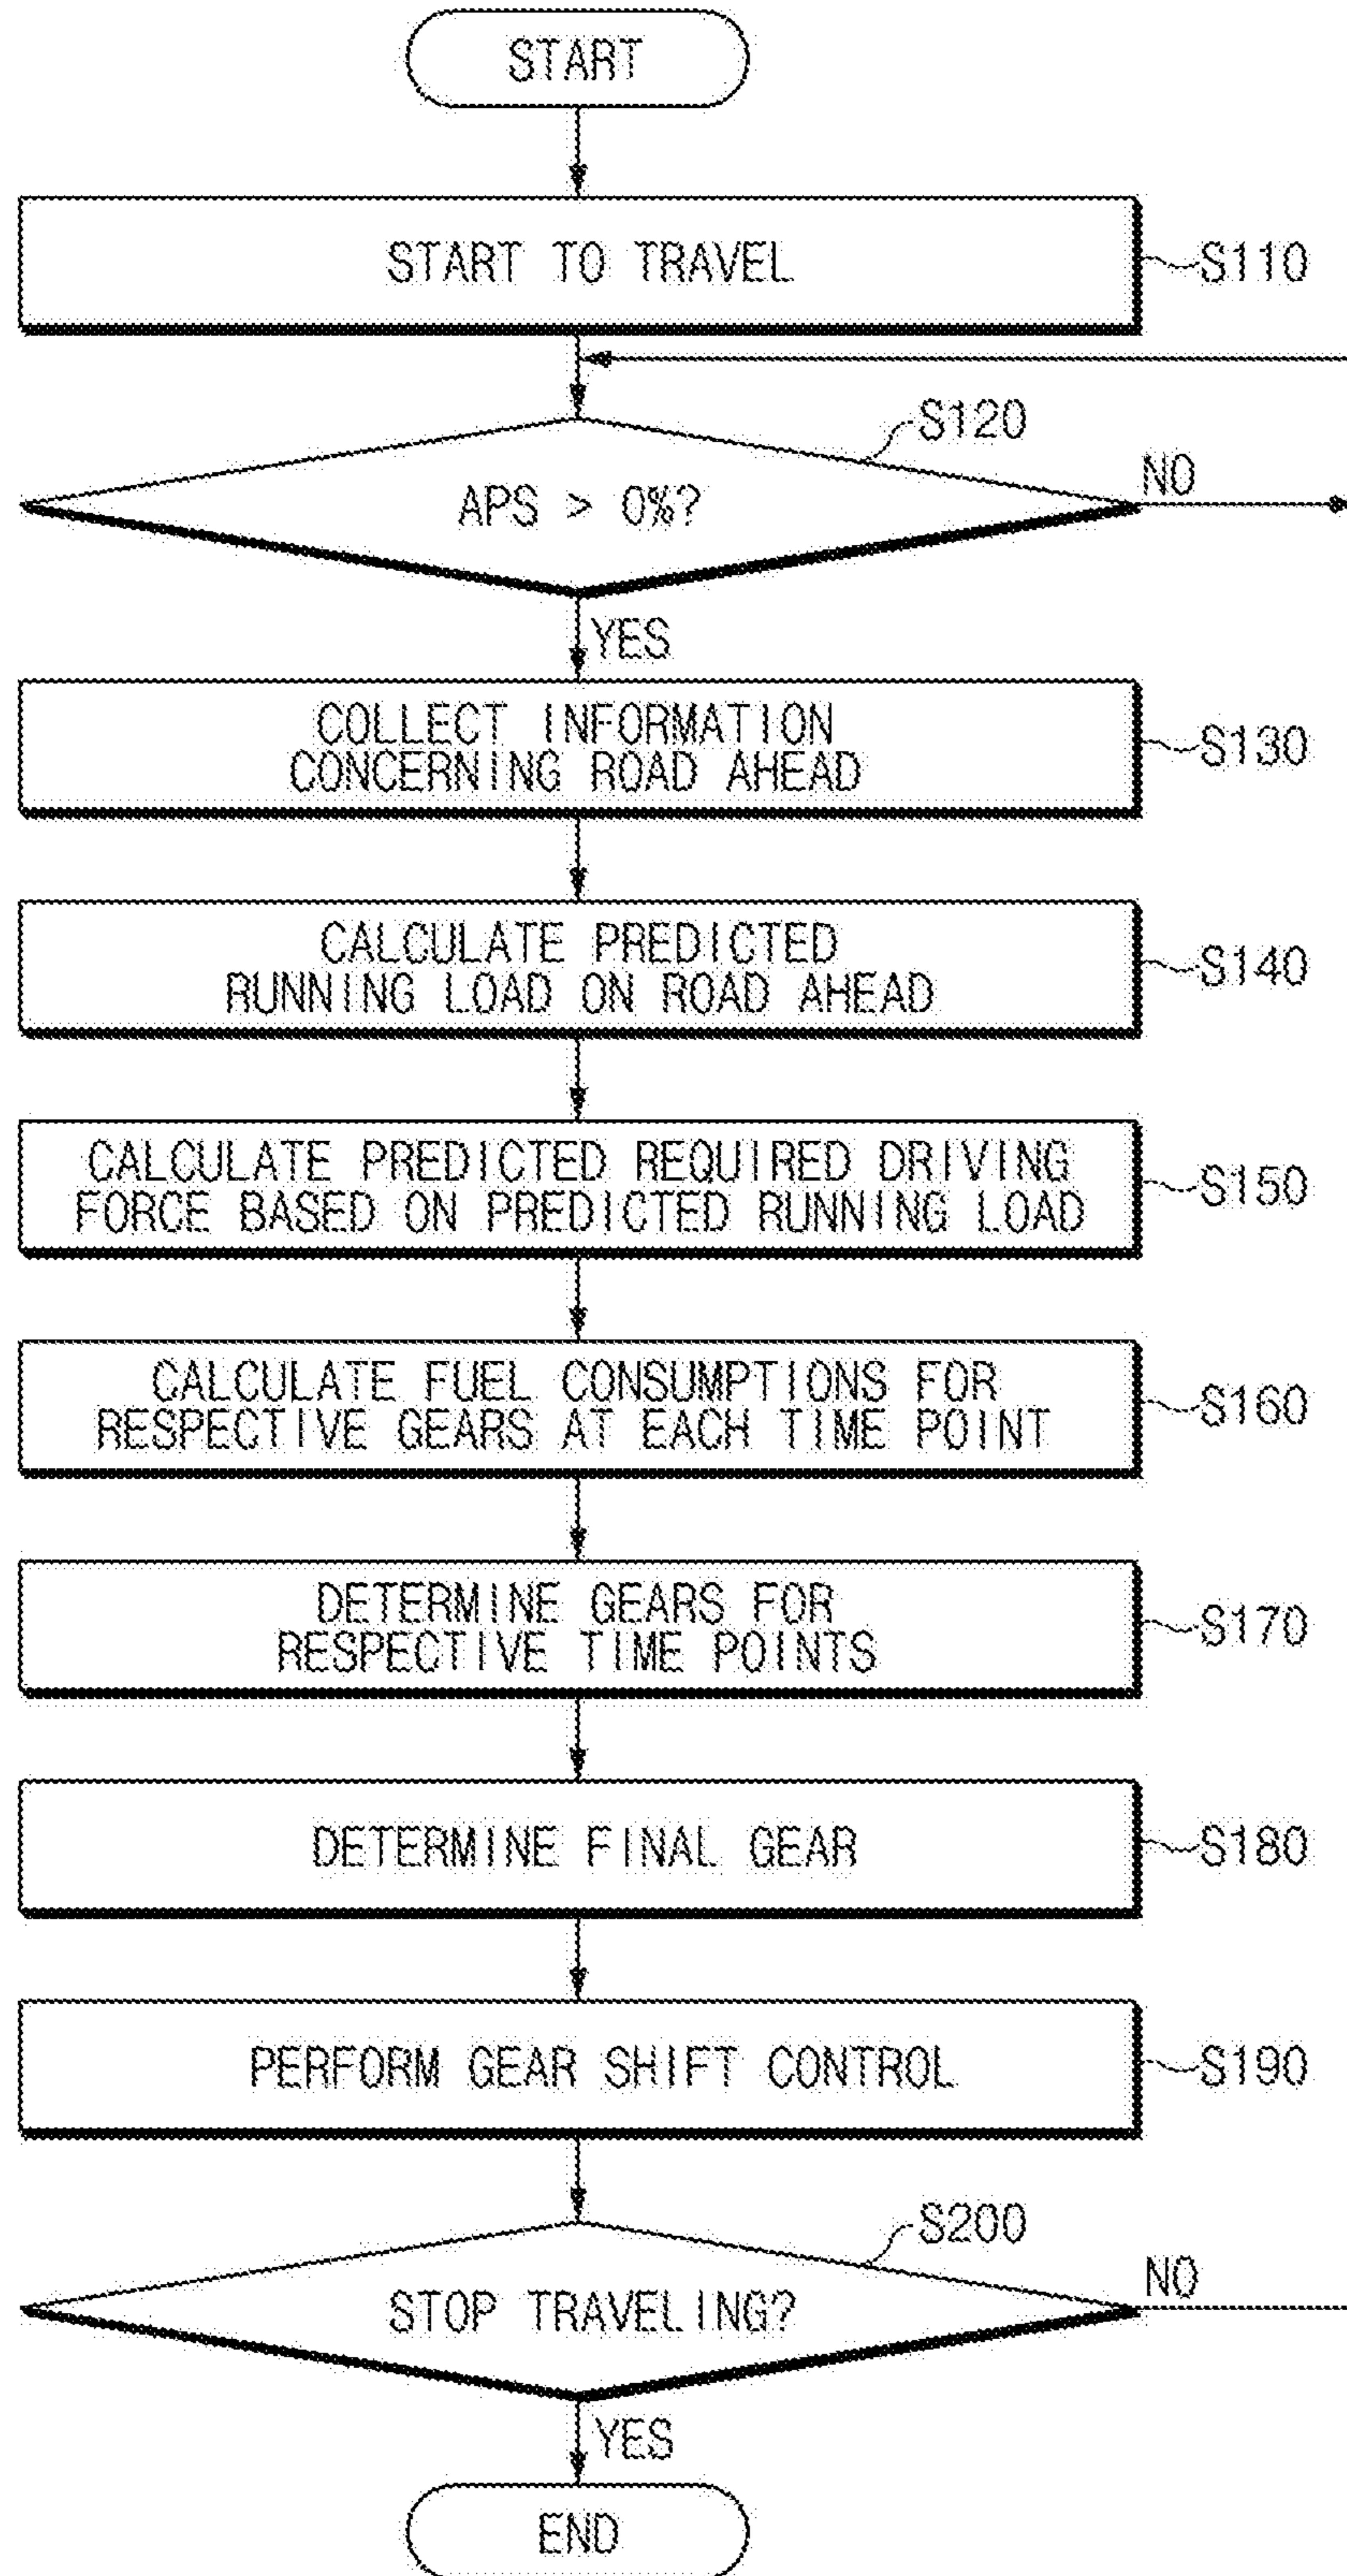 START
START TO TRAVEL
S110
S120
APS > 0%?
NO
YES
COLLECT INFORMATION
CONCERNING ROAD AHEAD
S130
CALCULATE PREDICTED
RUNNING LOAD ON ROAD AHEAD
S140
CALCULATE PREDICTED REQUIRED DRIVING
FORCE BASED ON PREDICTED RUNNING LOAD
S150
CALCULATE FUEL CONSUMPTIONS FOR
RESPECTIVE GEARS AT EACH TIME POINT
S160
DETERMINE GEARS FOR
RESPECTIVE TIME POINTS
S170
DETERMINE FINAL GEAR
S180
PERFORM GEAR SHIFT CONTROL
S190
S200
STOP TRAVELING?
NO
YES
END